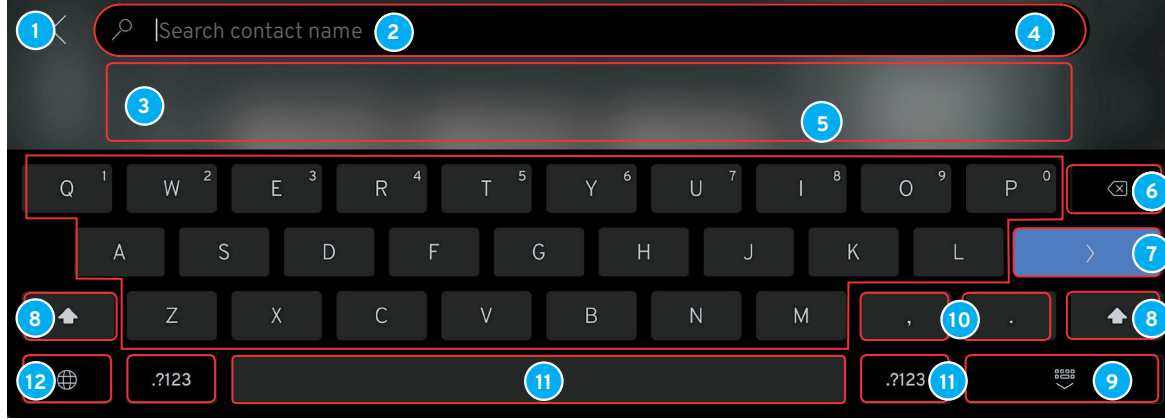 1 Search contact name 2 4
3 5
Q 1 W 2 E 3 R 4 T 5 Y 6 U 7 I 8 O 9 P 0 6
A S D F G H J K L 7
8 Z X C V B N M , 10 . 8
12 .?123 11 .?123 11 9